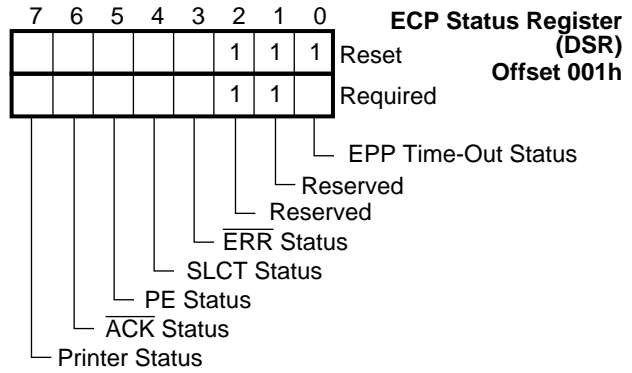 7 6 5 4 3 2 1 0
ECP Status Register
(DSR)
Offset 001h
1 1 1 Reset
1 1 Required
EPP Time-Out Status
Reserved
Reserved
ERR Status
SLCT Status
PE Status
ACK Status
Printer Status